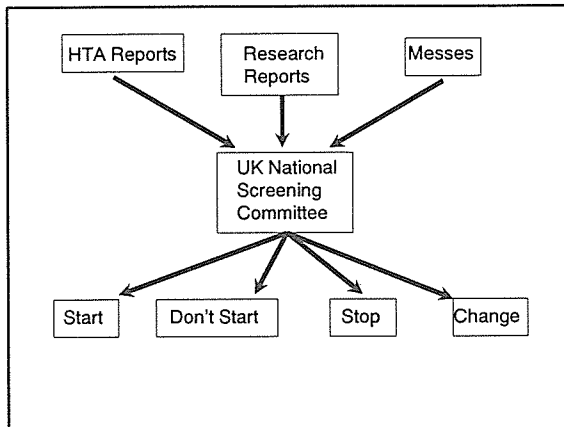 HTA Reports
Research
Reports
Messes
UK National
Screening
Committee
Start
Don't Start
Stop
Change